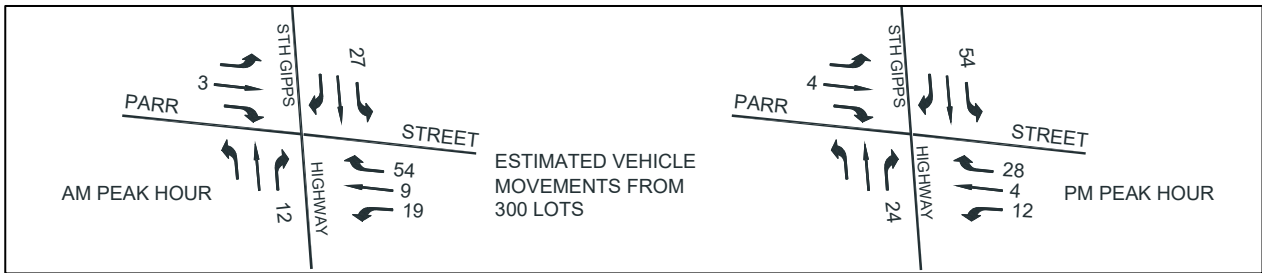 STH GIPPS
27
3
PARR
STREET
HIGHWAY
54
9
19
12
AM PEAK HOUR
ESTIMATED VEHICLE
MOVEMENTS FROM
300 LOTS
STH GIPPS
54
4
PARR
STREET
HIGHWAY
28
4
12
24
PM PEAK HOUR